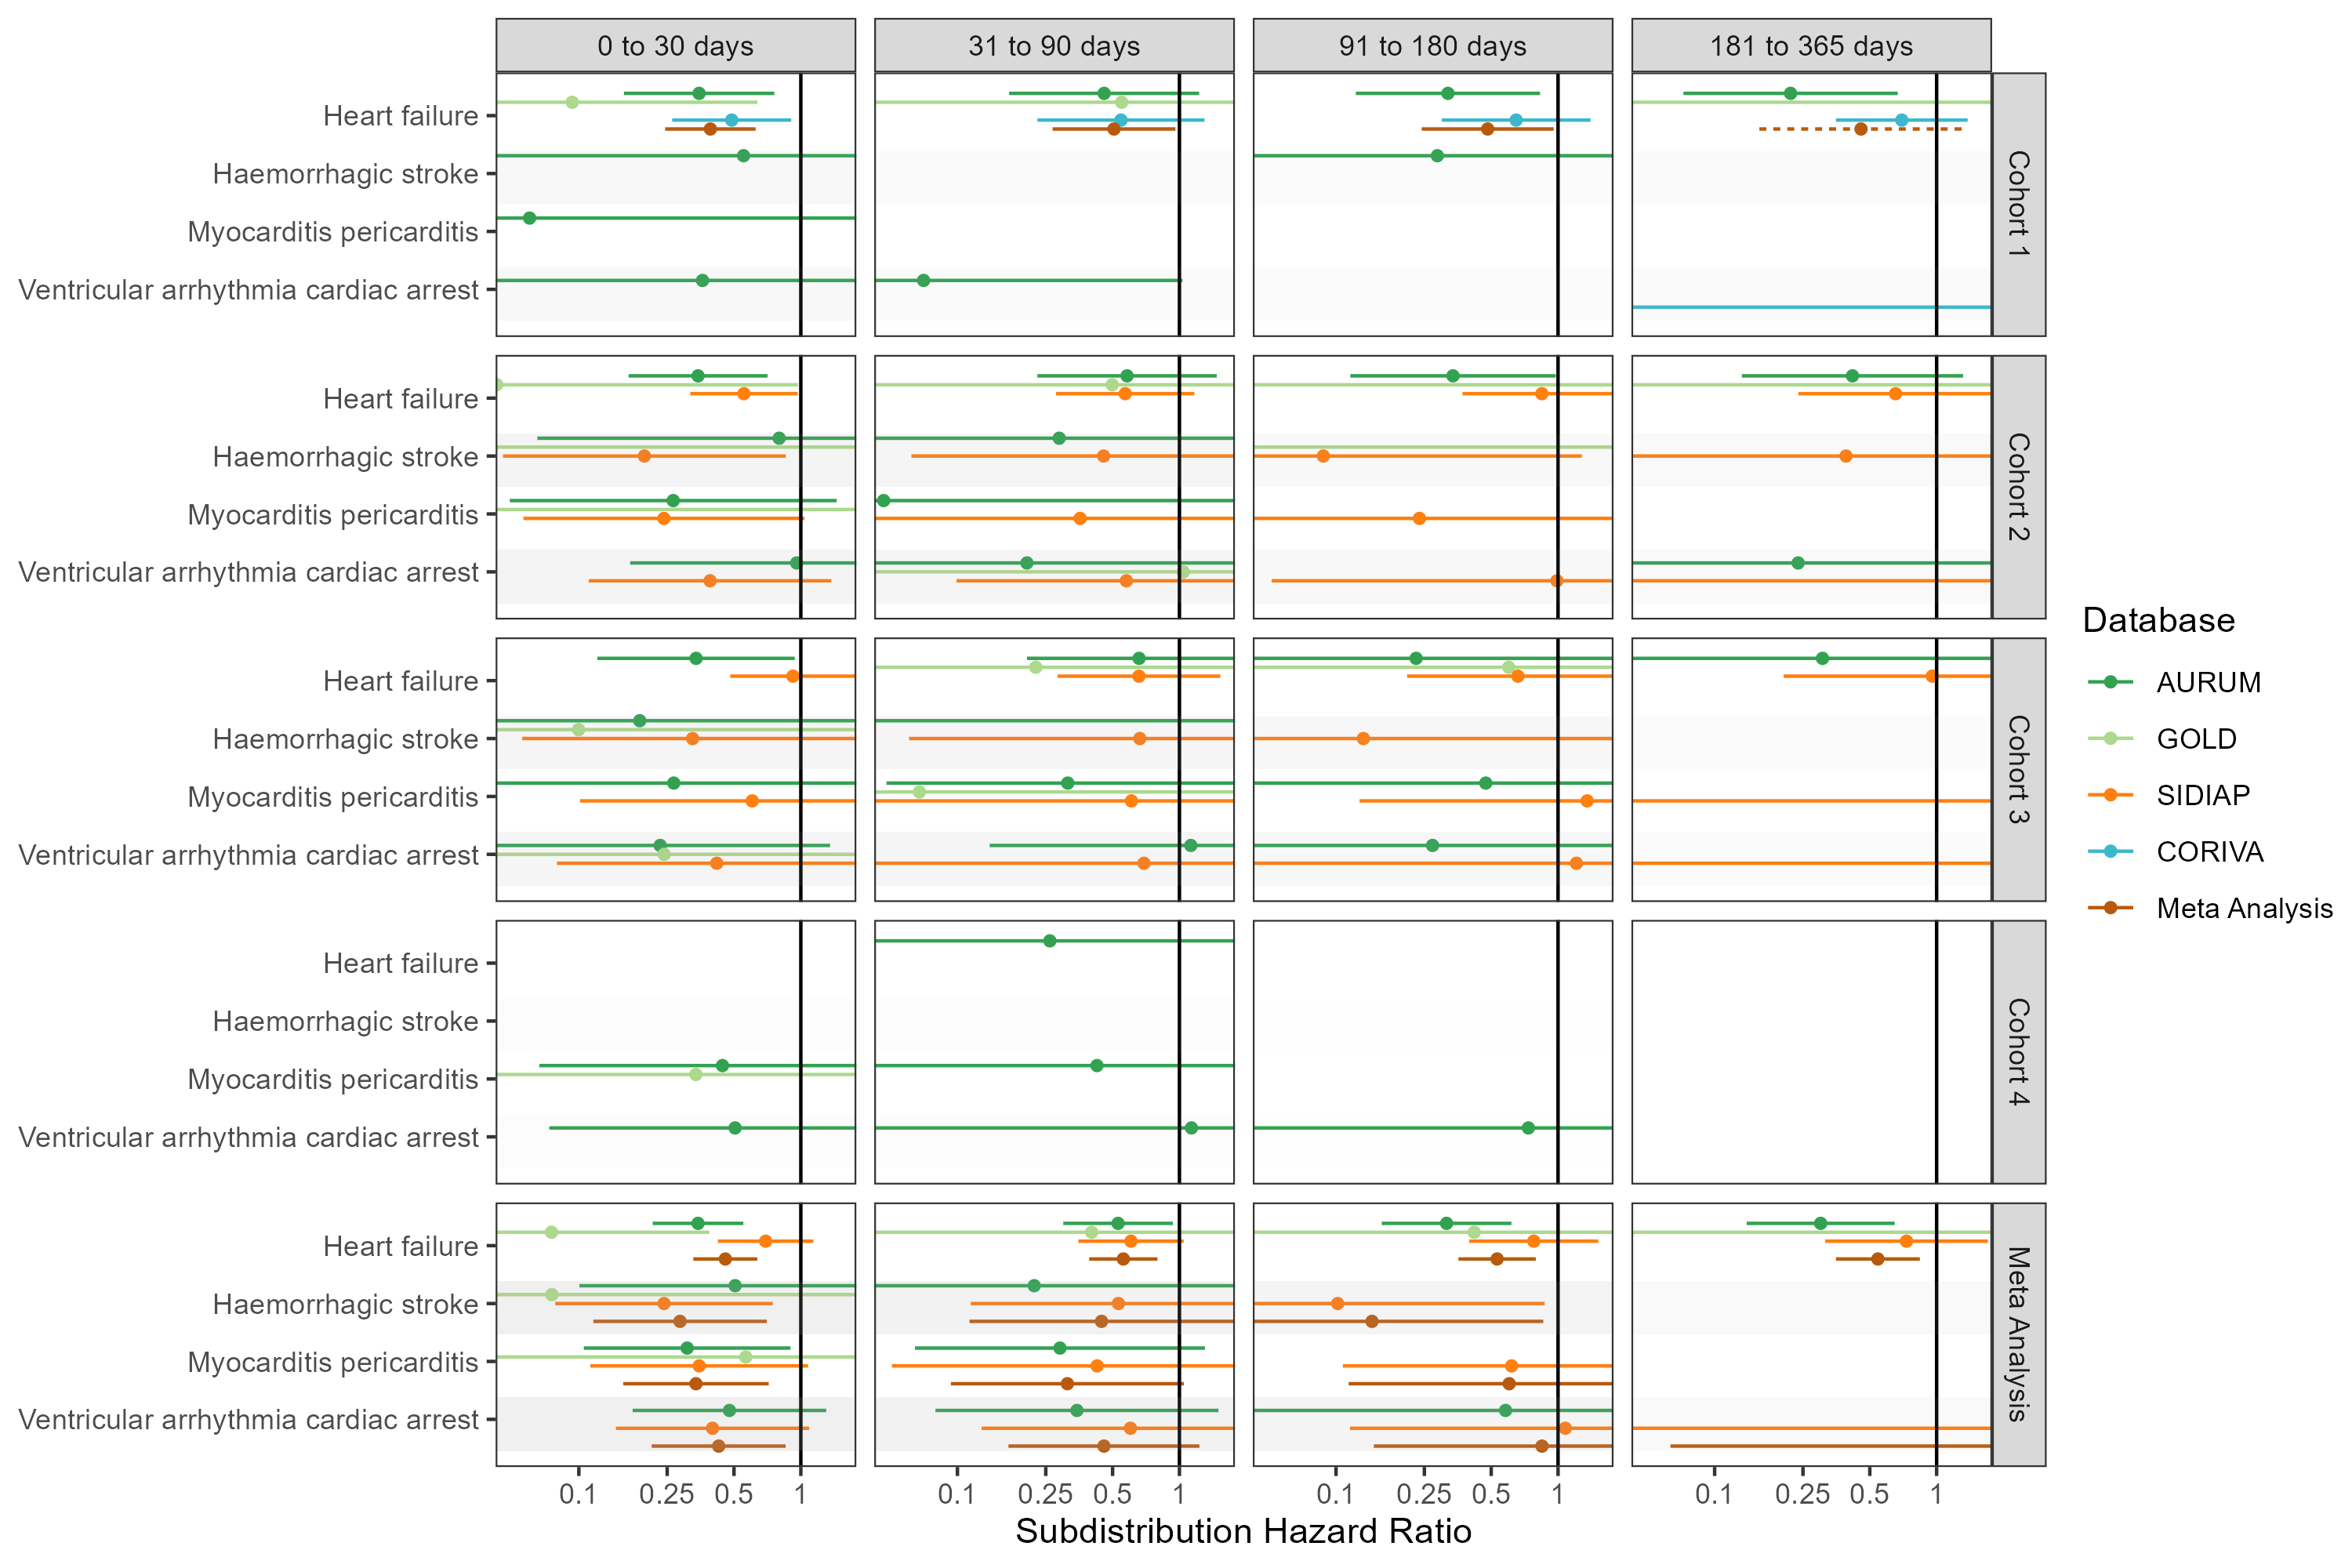 0 to 30 days
31 to 90 days
91 to 180 days
181 to 365 days
Heart failure
Haemorrhagic stroke
Myocarditis pericarditis
Ventricular arrhythmia cardiac arrest
Cohort 1
Heart failure
Haemorrhagic stroke
Myocarditis pericarditis
Ventricular arrhythmia cardiac arrest
Cohort 2
Heart failure
Haemorrhagic stroke
Myocarditis pericarditis
Ventricular arrhythmia cardiac arrest
Cohort 3
Heart failure
Haemorrhagic stroke
Myocarditis pericarditis
Ventricular arrhythmia cardiac arrest
Cohort 4
Heart failure
Haemorrhagic stroke
Myocarditis pericarditis
Ventricular arrhythmia cardiac arrest
Meta Analysis
0.1 0.25 0.5 1
0.1 0.25 0.5 1
0.1 0.25 0.5 1
0.1 0.25 0.5 1
Subdistribution Hazard Ratio
Database
AURUM
GOLD
SIDIAP
CORIVA
Meta Analysis